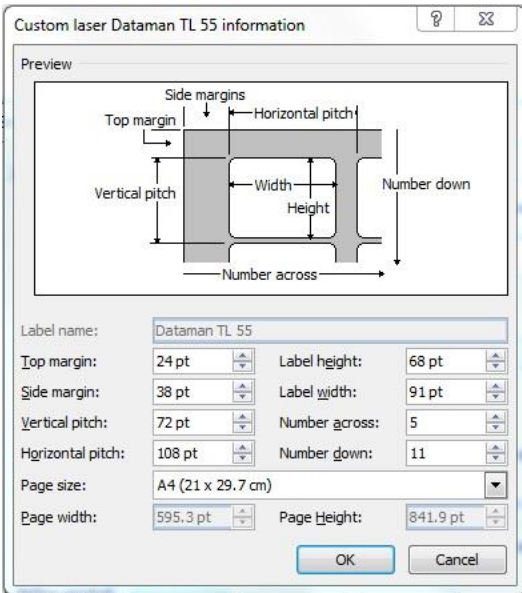 Custom laser Dataman TL 55 information
Preview
Side margins
Top margin
Horizontal pitch
Vertical pitch
Width
Height
Number down
Number across
Label name: Dataman TL 55
Top margin: 24 pt Label height: 68 pt
Side margin: 38 pt Label width: 91 pt
Vertical pitch: 72 pt Number across: 5
Horizontal pitch: 108 pt Number down: 11
Page size: A4 (21 x 29.7 cm)
Page width: 595.3 pt Page Height: 841.9 pt
OK Cancel